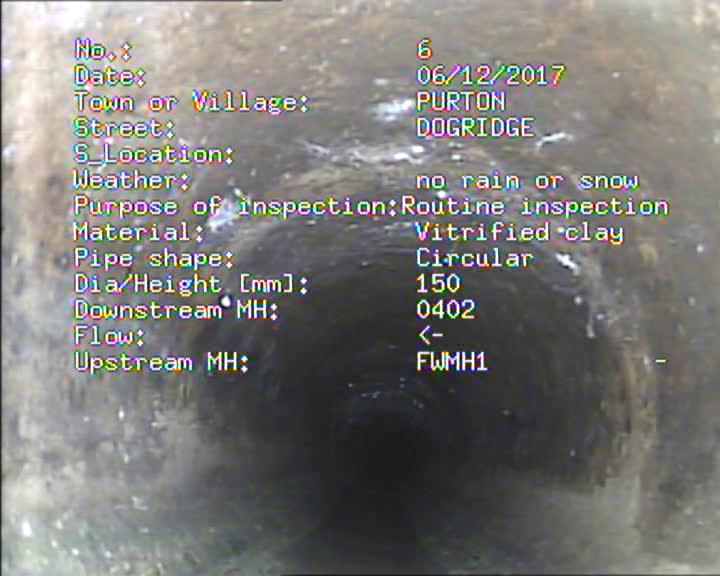 No.: 6
Date: 06/12/2017
Town or Village: PURTON
Street: DOGRIDGE
S_Location:
Weather: no rain or snow
Purpose of inspection:Routine inspection
Material: Vitrified clay
Pipe shape: Circular
Dia/Height [mm]: 150
Downstream MH: 0402
Flow: <-
Upstream MH: FWMH1 -